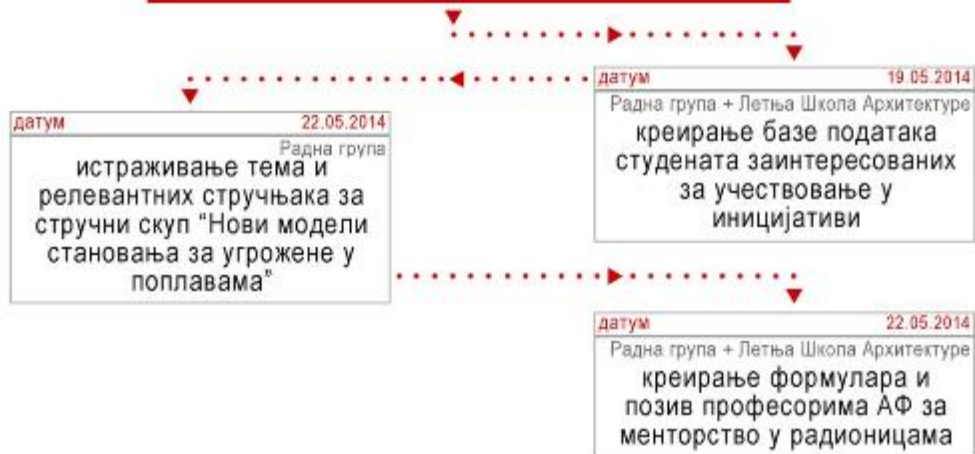 датум 19.05.2014
Радна група + Летња Школа Архитектуре
креирање базе података
студената заинтересованих
за учествовање у
иницијативи
датум 22.05.2014
Радна група
истраживање тема и
релевантних стручњака за
стручни скуп “Нови модели
становања за угрожене у
поплавама”
датум 22.05.2014
Радна група + Летња Школа Архитектуре
креирање формулара и
позив професорима АФ за
менторство у радионицама